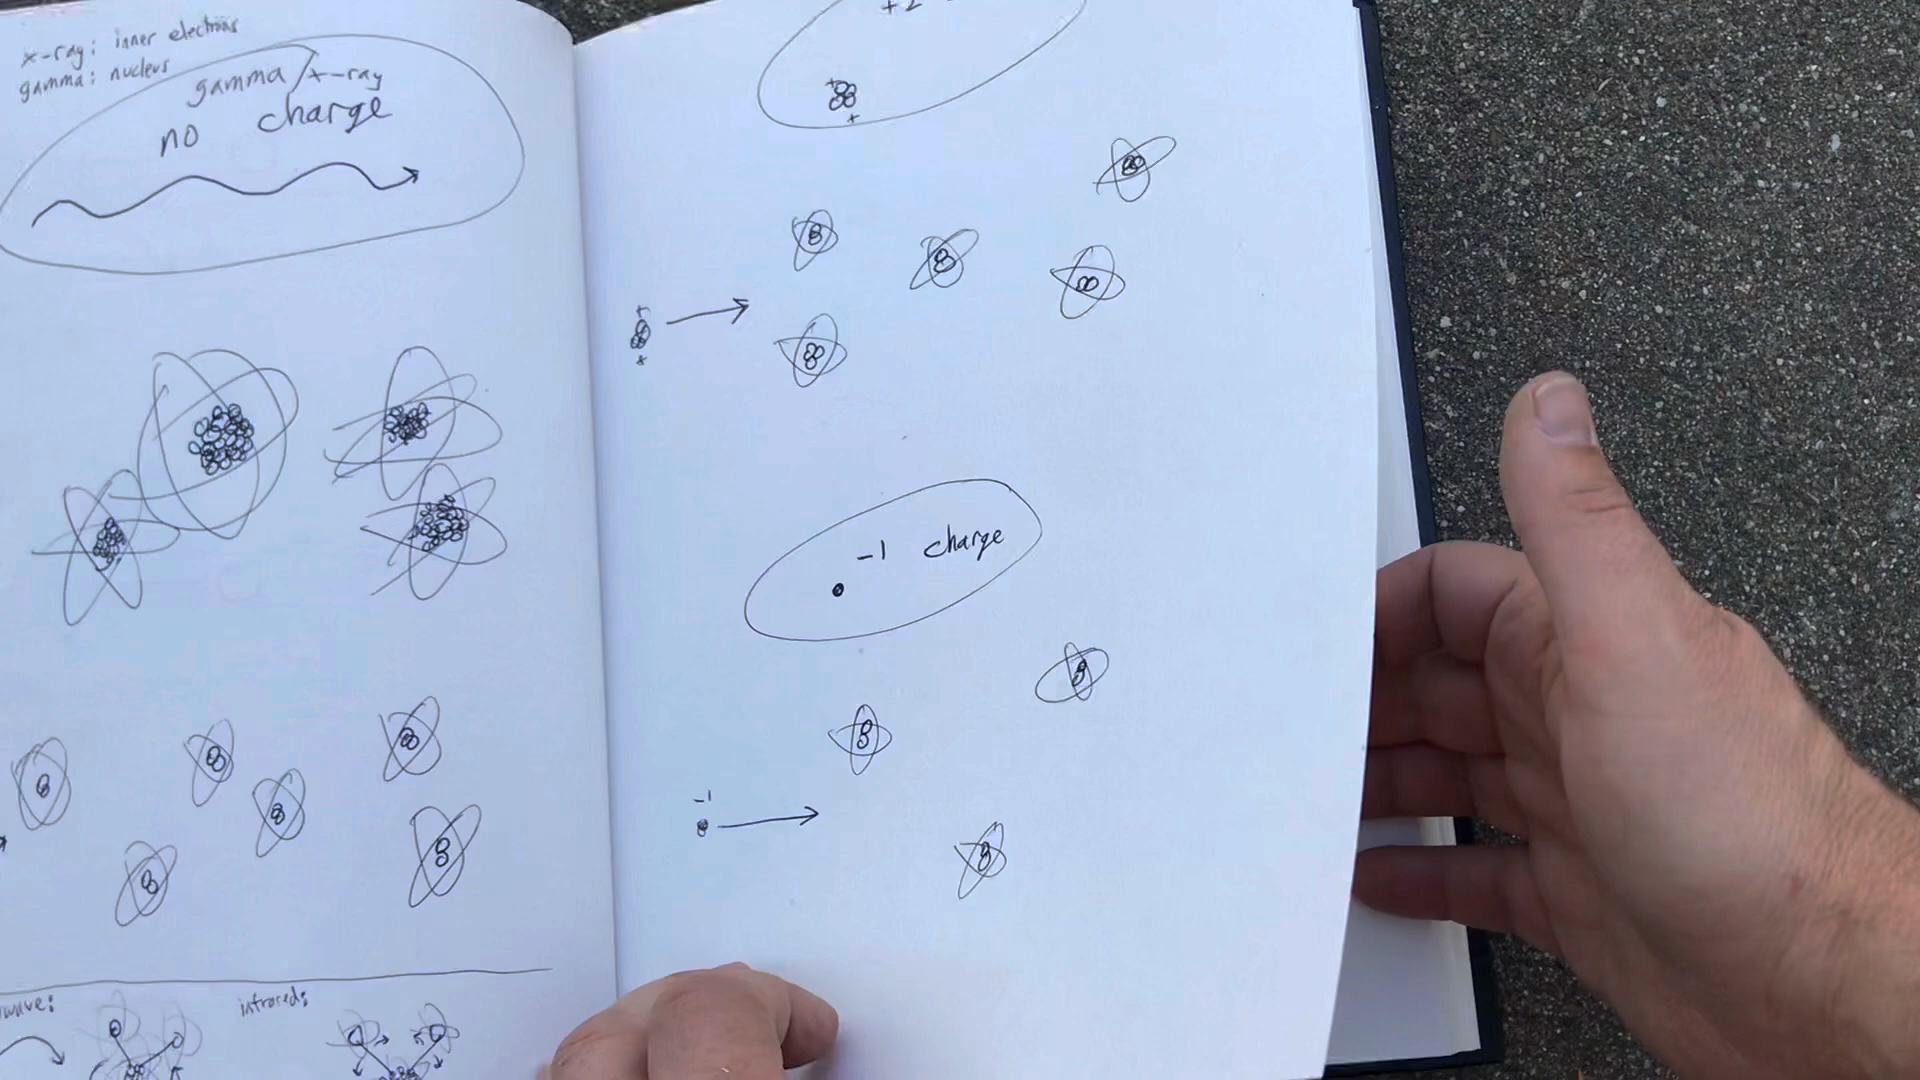 x-ray: inner electrons
gamma: nucleus
gamma/x-ray
no charge
infrared:
+2
+
+
+
+
-1 charge
-1